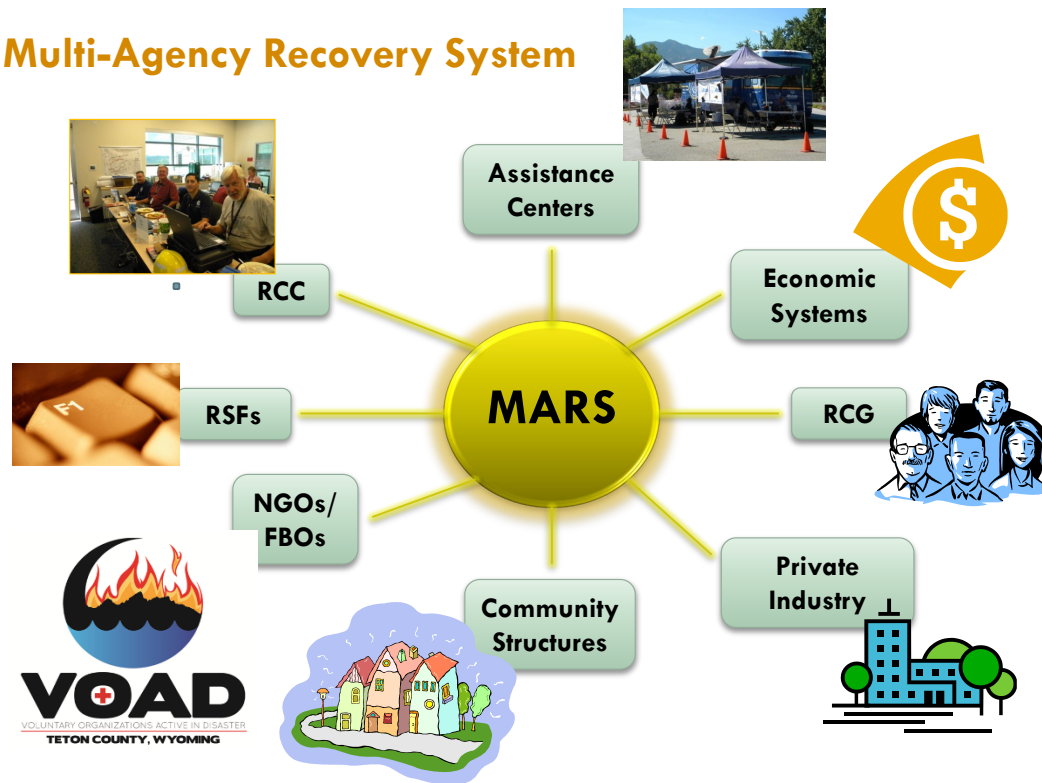 Multi-Agency Recovery System
Assistance
Centers
Economic
Systems
$
RCC
MARS
RSFs
F1
RCG
NGOs/
FBOs
Private
Industry
Community
Structures
VOAD
VOLUNTARY ORGANIZATIONS ACTIVE IN DISASTER
TETON COUNTY, WYOMING